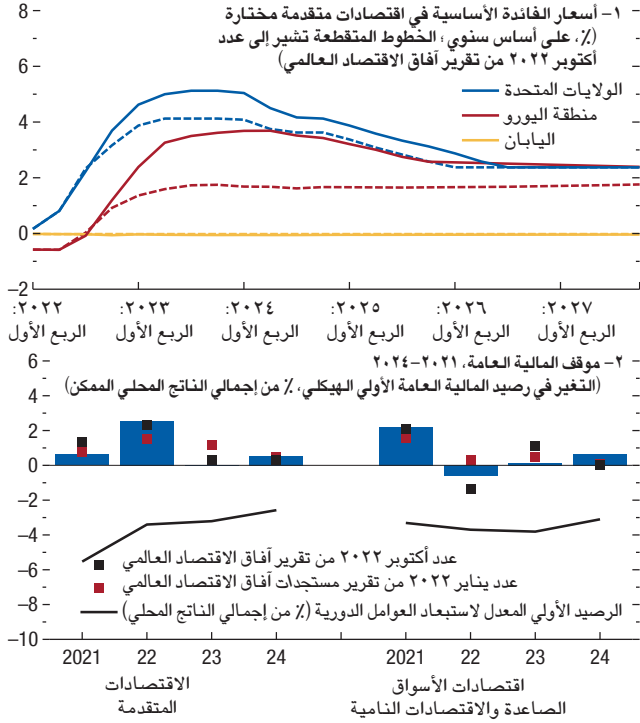 ١– أسعار الفائدة الأساسية في اقتصادات متقدمة مختارة
(٪، على أساس سنوي؛ الخطوط المتقطعة تشير إلى عدد
أكتوبر ٢٠٢٢ من تقرير آفاق الاقتصاد العالمي)
الولايات المتحدة
منطقة اليورو
اليابان
8
6
4
2
0
–2
٢٠٢٢: ٢٠٢٣: ٢٠٢٤: ٢٠٢٥: ٢٠٢٦: ٢٠٢٧:
الربع الأول الربع الأول الربع الأول الربع الأول الربع الأول الربع الأول
٢– موقف المالية العامة، ٢٠٢١–٢٠٢٤
(التغير في رصيد المالية العامة الأولي الهيكلي، ٪ من إجمالي الناتج المحلي الممكن)
6
4
2
0
–2
–4
–6
–8
–10
عدد أكتوبر ٢٠٢٢ من تقرير آفاق الاقتصاد العالمي
عدد يناير ٢٠٢٢ من تقرير مستجدات آفاق الاقتصاد العالمي
الرصيد الأولي المعدل لاستبعاد العوامل الدورية (٪ من إجمالي الناتج المحلي)
2021 22 23 24 2021 22 23 24
الاقتصادات
المتقدمة
اقتصادات الأسواق
الصاعدة والاقتصادات النامية